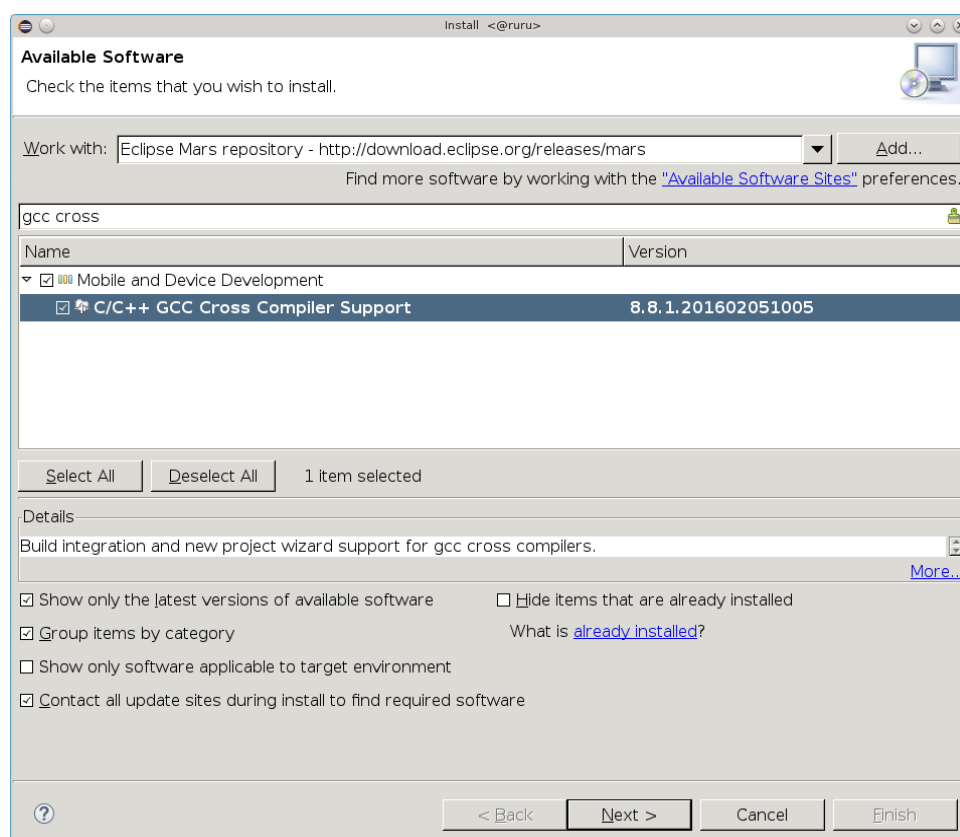 Install <@ruru>
Available Software
Check the items that you wish to install.
Work with: Eclipse Mars repository - http://download.eclipse.org/releases/mars Add...
Find more software by working with the "Available Software Sites" preferences.
gcc cross
Name Version
Mobile and Device Development
C/C++ GCC Cross Compiler Support 8.8.1.201602051005
Select All Deselect All 1 item selected
Details
Build integration and new project wizard support for gcc cross compilers.
More...
Show only the latest versions of available software Hide items that are already installed
Group items by category What is already installed?
Show only software applicable to target environment
Contact all update sites during install to find required software
? < Back Next > Cancel Finish